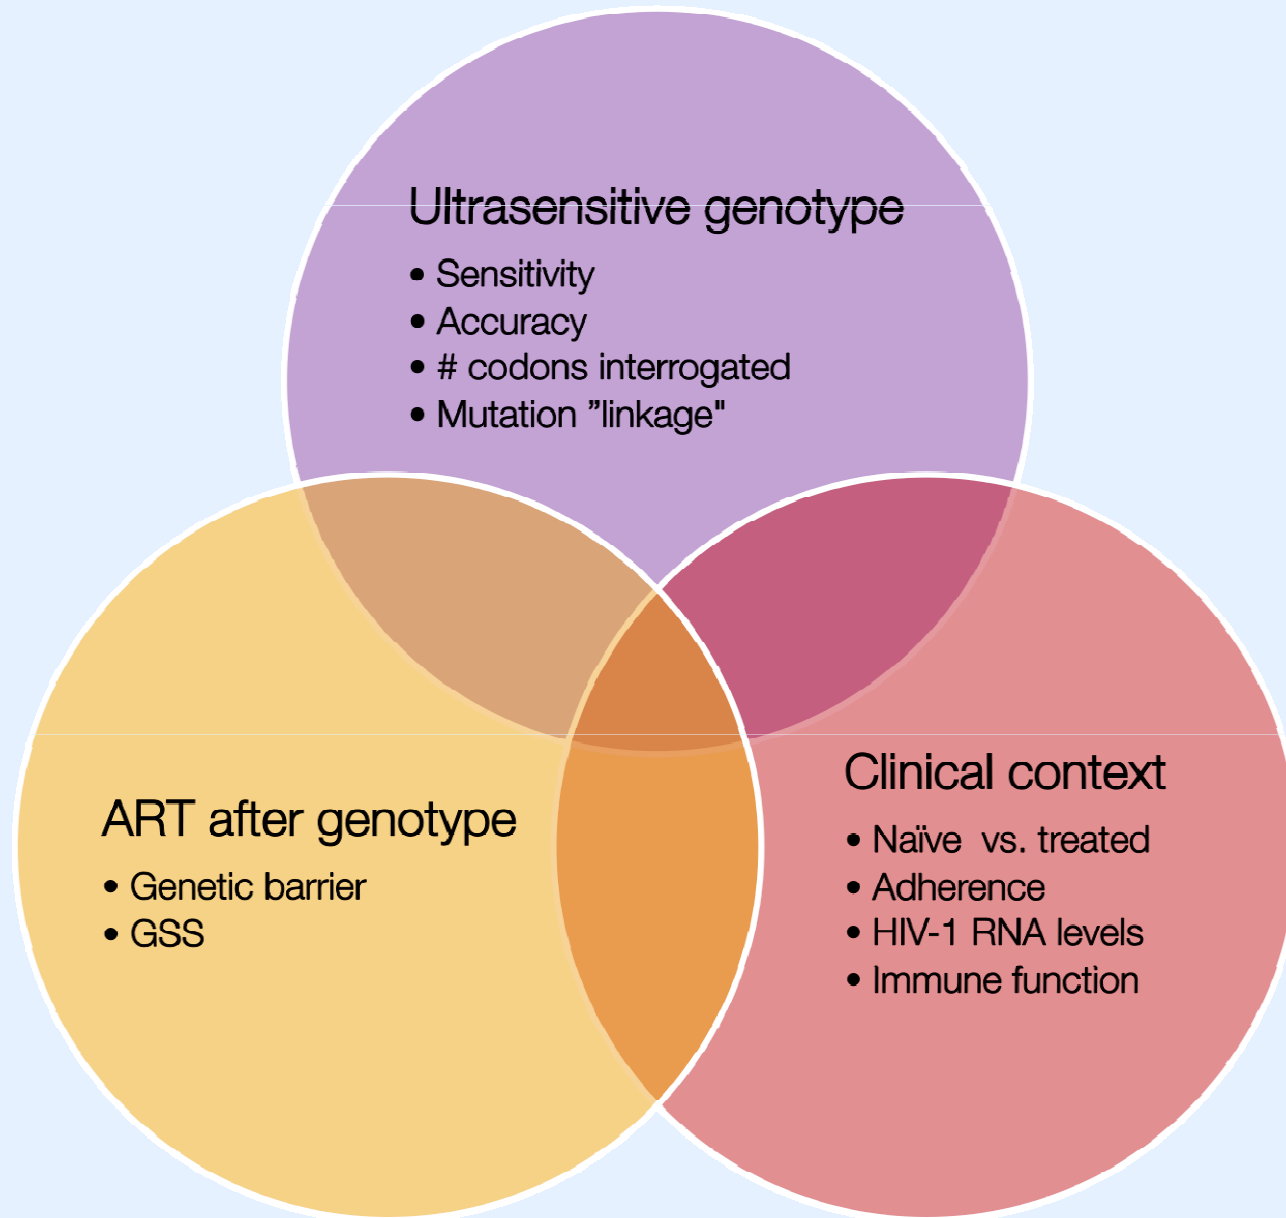 Ultrasensitive genotype
• Sensitivity
• Accuracy
• # codons interrogated
• Mutation ”linkage"
ART after genotype
• Genetic barrier
• GSS
Clinical context
• Naïve vs. treated
• Adherence
• HIV-1 RNA levels
• Immune function